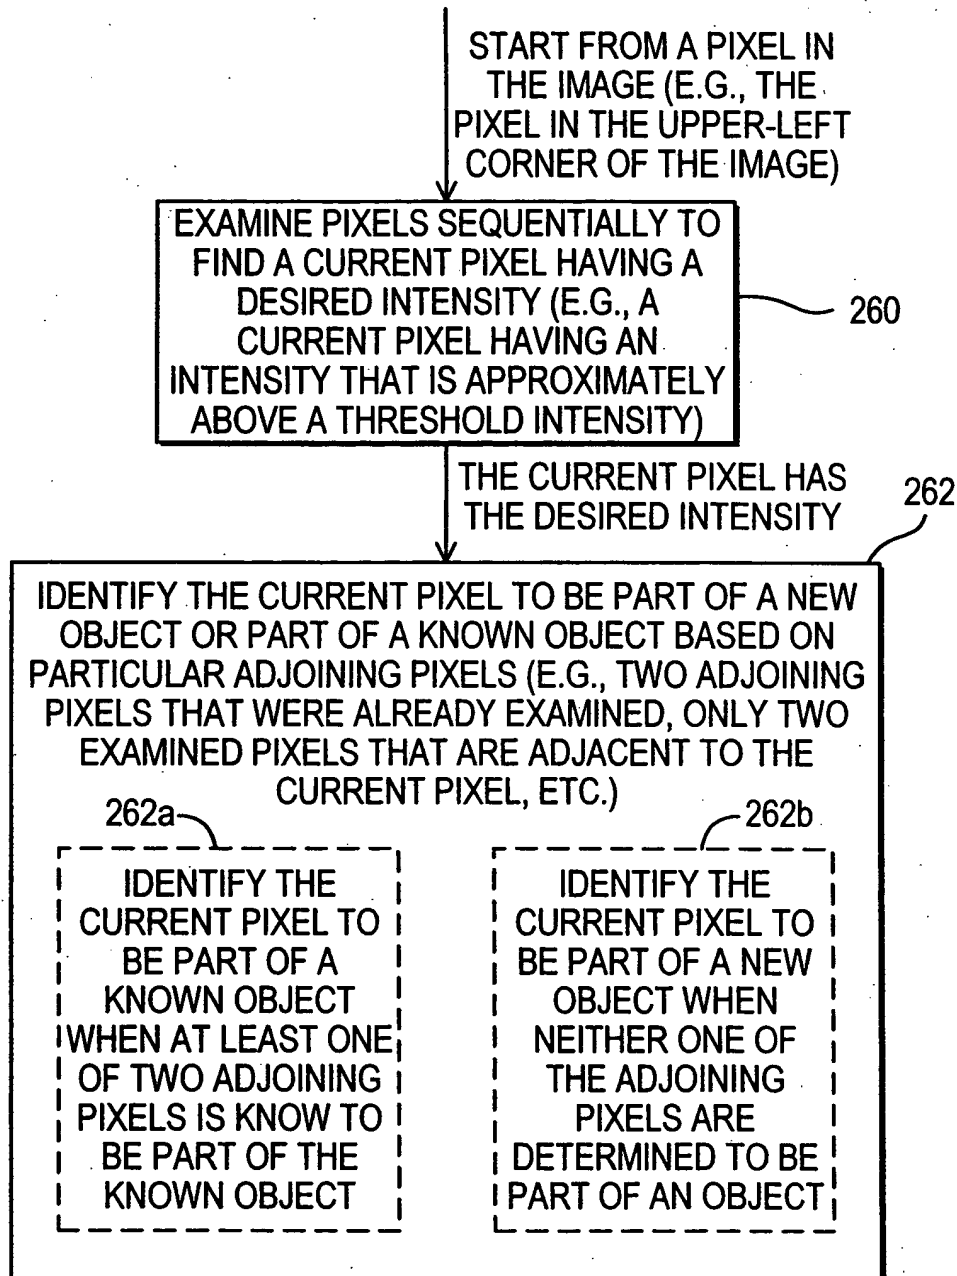 START FROM A PIXEL IN
THE IMAGE (E.G., THE
PIXEL IN THE UPPER-LEFT
CORNER OF THE IMAGE)
EXAMINE PIXELS SEQUENTIALLY TO
FIND A CURRENT PIXEL HAVING A
DESIRED INTENSITY (E.G., A
CURRENT PIXEL HAVING AN
INTENSITY THAT IS APPROXIMATELY
ABOVE A THRESHOLD INTENSITY)
260
THE CURRENT PIXEL HAS
THE DESIRED INTENSITY
262
IDENTIFY THE CURRENT PIXEL TO BE PART OF A NEW
OBJECT OR PART OF A KNOWN OBJECT BASED ON
PARTICULAR ADJOINING PIXELS (E.G., TWO ADJOINING
PIXELS THAT WERE ALREADY EXAMINED, ONLY TWO
EXAMINED PIXELS THAT ARE ADJACENT TO THE
CURRENT PIXEL, ETC.)
262a
IDENTIFY THE
CURRENT PIXEL TO
BE PART OF A
KNOWN OBJECT
WHEN AT LEAST ONE
OF TWO ADJOINING
PIXELS IS KNOW TO
BE PART OF THE
KNOWN OBJECT
262b
IDENTIFY THE
CURRENT PIXEL TO
BE PART OF A NEW
OBJECT WHEN
NEITHER ONE OF
THE ADJOINING
PIXELS ARE
DETERMINED TO BE
PART OF AN OBJECT